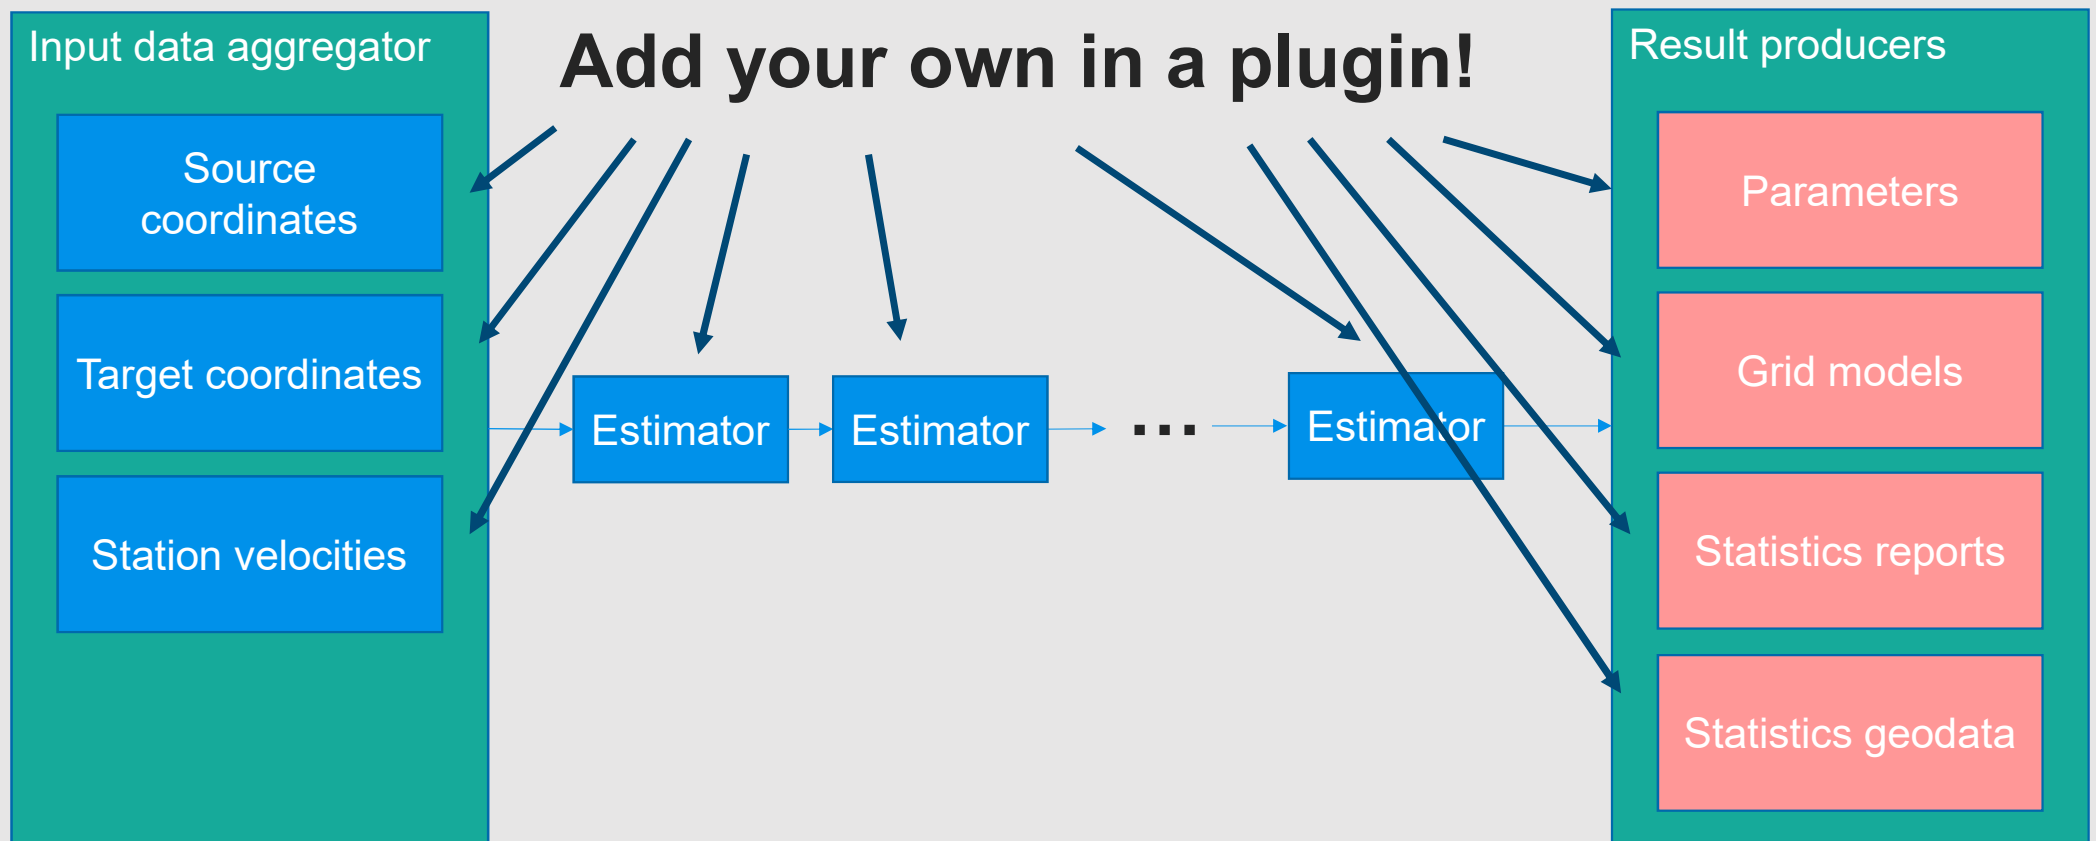 Input data aggregator
Source
coordinates
Target coordinates
Station velocities
Add your own in a plugin!
Estimator
Estimator
...
Estimator
Result producers
Parameters
Grid models
Statistics reports
Statistics geodata